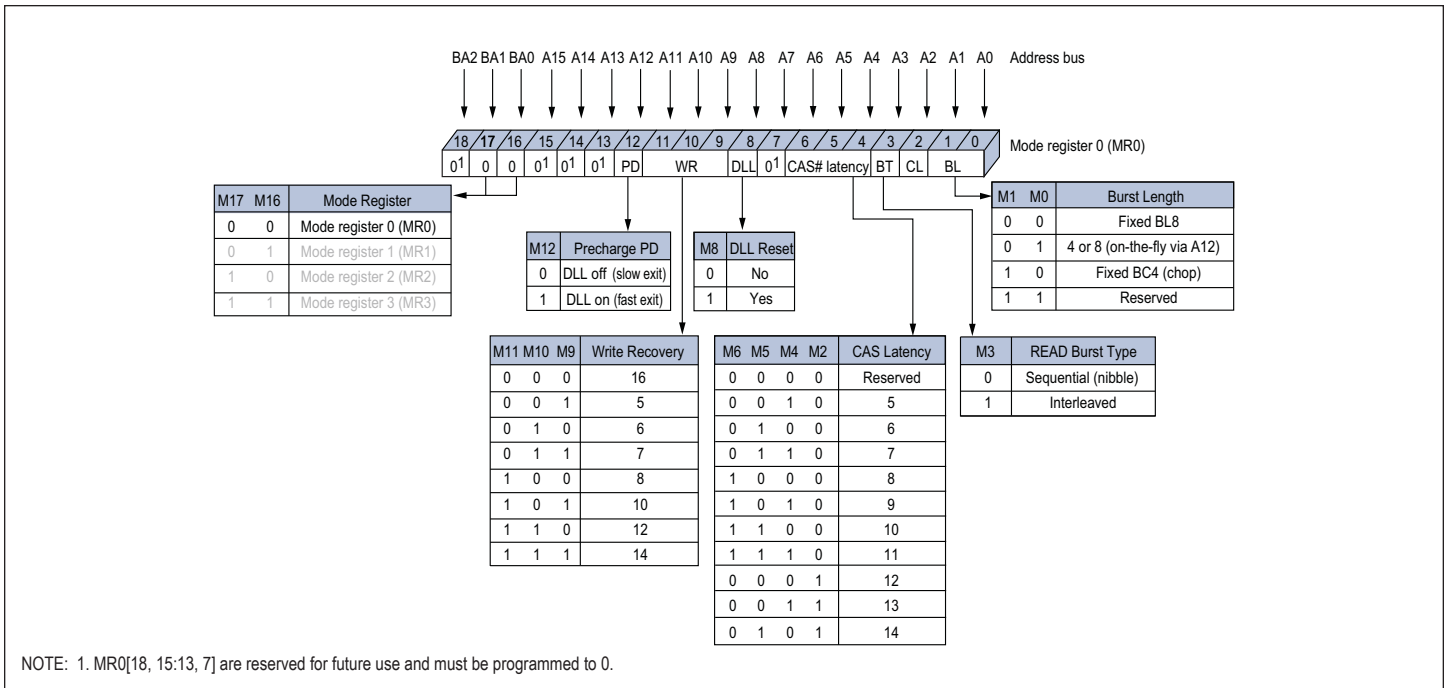 BA2 BA1 BA0 A15 A14 A13 A12 A11 A10 A9 A8 A7 A6 A5 A4 A3 A2 A1 A0 Address bus
18 17 16 15 14 13 12 11 10 9 8 7 6 5 4 3 2 1 0
Mode register 0 (MR0)
0¹ 0 0 0¹ 0¹ 0¹ PD WR DLL 0¹ CAS# latency BT CL BL
M17 M16 Mode Register
0 0 Mode register 0 (MR0)
0 1 Mode register 1 (MR1)
1 0 Mode register 2 (MR2)
1 1 Mode register 3 (MR3)
M12 Precharge PD
0 DLL off (slow exit)
1 DLL on (fast exit)
M8 DLL Reset
0 No
1 Yes
M1 M0 Burst Length
0 0 Fixed BL8
0 1 4 or 8 (on-the-fly via A12)
1 0 Fixed BC4 (chop)
1 1 Reserved
M11 M10 M9 Write Recovery
0 0 0 16
0 0 1 5
0 1 0 6
0 1 1 7
1 0 0 8
1 0 1 10
1 1 0 12
1 1 1 14
M6 M5 M4 M2 CAS Latency
0 0 0 0 Reserved
0 0 1 0 5
0 1 0 0 6
0 1 1 0 7
1 0 0 0 8
1 0 1 0 9
1 1 0 0 10
1 1 1 0 11
0 0 0 1 12
0 0 1 1 13
0 1 0 1 14
M3 READ Burst Type
0 Sequential (nibble)
1 Interleaved
NOTE: 1. MR0[18, 15:13, 7] are reserved for future use and must be programmed to 0.